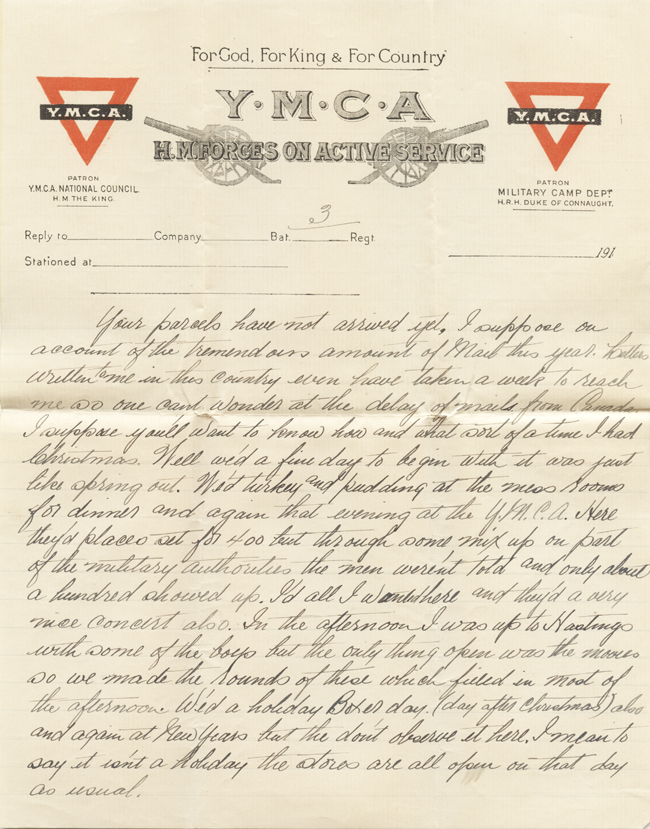 For God, For King & For Country
Y.M.C.A.
Y·M·C·A
Y.M.C.A.
H.M. FORCES ON ACTIVE SERVICE
PATRON
Y.M.C.A. NATIONAL COUNCIL.
H.M. THE KING.
PATRON
MILITARY CAMP DEPT.
H.R.H. DUKE OF CONNAUGHT.
3
Reply to Company Bat. Regt.
Stationed at 191
Your parcels have not arrived yet, I suppose on
account of the tremendous amount of Mail this year. Letters
written me in this country even have taken a week to reach
me so one cant wonder at the delay of mails from Canada.
I suppose you'll want to know how and what sort of a time I had
Christmas. Well we'd a fine day to begin with it was just
like spring out. We'd turkey and pudding at the mess rooms
for dinner and again that evening at the Y.M.C.A. Here
they'd places set for 400 but through some mix up on part
of the military authorities the men weren't told and only about
a hundred showed up. I'd all I wanted here and they'd a very
nice concert also. In the afternoon I was up to Hastings
with some of the boys but the only thing open was the movies
so we made the rounds of these which filled in most of
the afternoon. We'd a holiday Boxer day. (day after Christmas) also
and again at New Years but the don't observe it here. I mean to
say it isn't a holiday the stores are all open on that day
as usual.